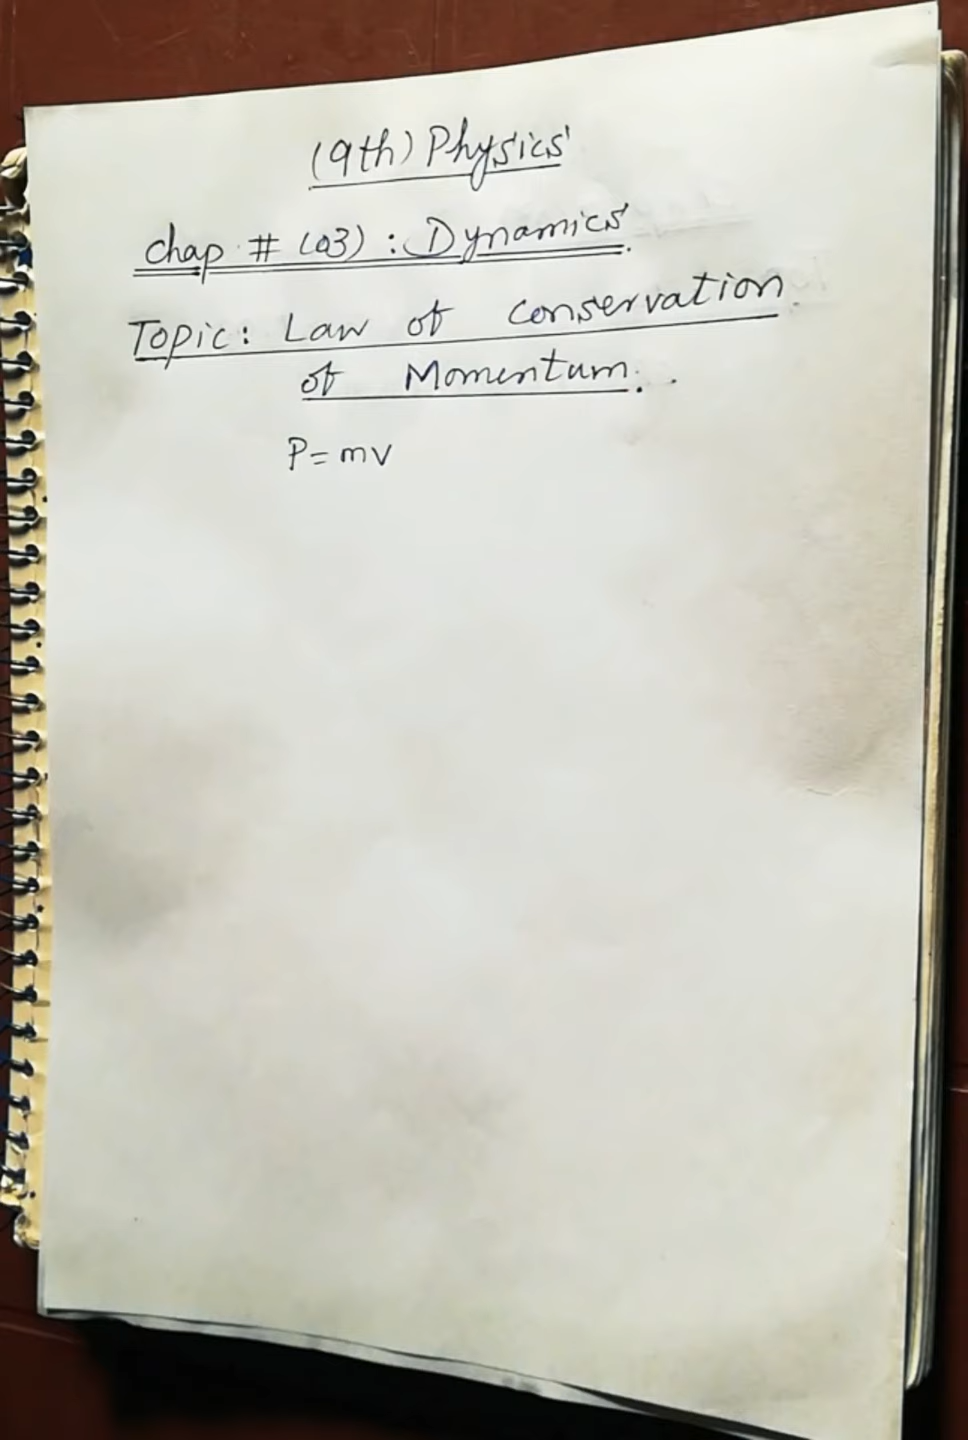 (9th) Physics
Chap # (03) : Dynamics.
Topic: Law of conservation
of Momentum.
P = mv